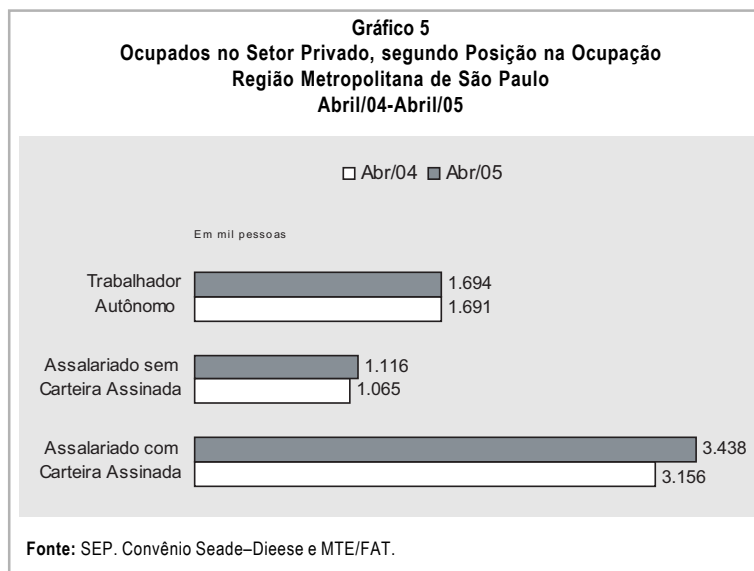 Gráfico 5
Ocupados no Setor Privado, segundo Posição na Ocupação
Região Metropolitana de São Paulo
Abril/04-Abril/05
Abr/04 Abr/05
Em mil pessoas
Trabalhador
Autônomo
1.694
1.691
Assalariado sem
Carteira Assinada
1.116
1.065
Assalariado com
Carteira Assinada
3.438
3.156
Fonte: SEP. Convênio Seade–Dieese e MTE/FAT.